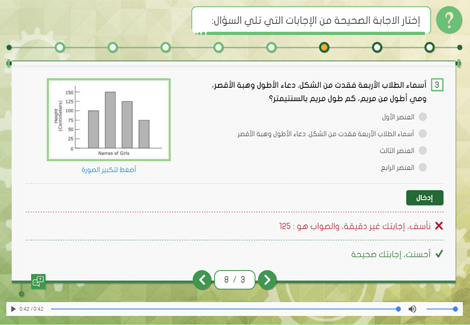 إختار الاجابة الصحيحة من الإجابات التي تلي السؤال:
3
أسماء الطلاب الأربعة فقدت من الشكل. دعاء الأطول وهبة الأقصر.
ومي أطول من مريم، كم طول مريم بالسنتيمتر؟
العنصر الأول
أسماء الطلاب الأربعة فقدت من الشكل. دعاء الأطول وهبة الأقصر
العنصر الثالث
العنصر الرابع
Height
(Centimeters)
150
125
100
75
50
25
0
Names of Girls
أضغط لتكبير الصورة
إدخال
نأسف، إجابتك غير دقيقة، والصواب هو : 125
أحسنت، إجابتك صحيحة
8 / 3
0:42 / 0:42